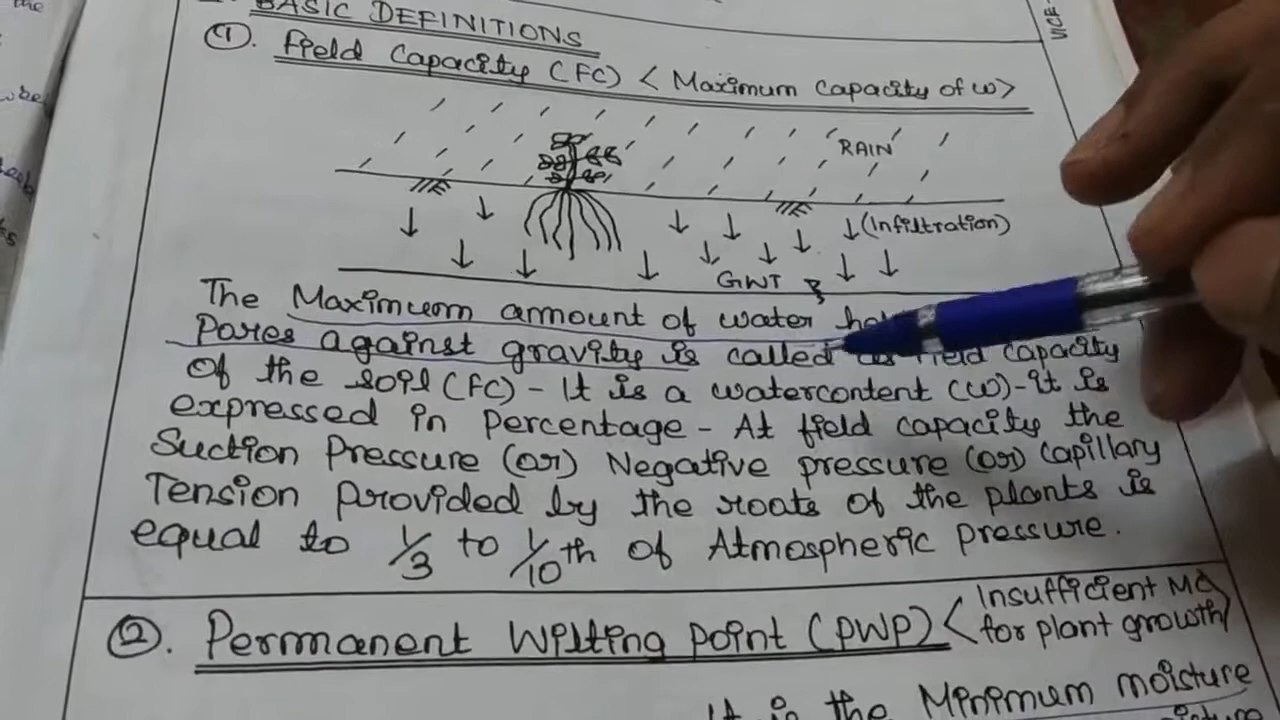 BASIC DEFINITIONS
①. Field Capacity (FC) < Maximum Capacity of w>
RAIN
(Infiltration)
GWT
The Maximum amount of water
Pores against gravity is called as Field capacity
Of the soil (FC) - It is a watercontent (w)-it is
expressed in Percentage - At field capacity the
Suction Pressure (or) Negative pressure (or) Capillary
Tension Provided by the roots of the plants is
equal to 1/3 to 1/10th of Atmospheric Pressure.
②. Permanent Wilting point (PWP) < Insufficient MC
for plant growth
It is the Minimum moisture